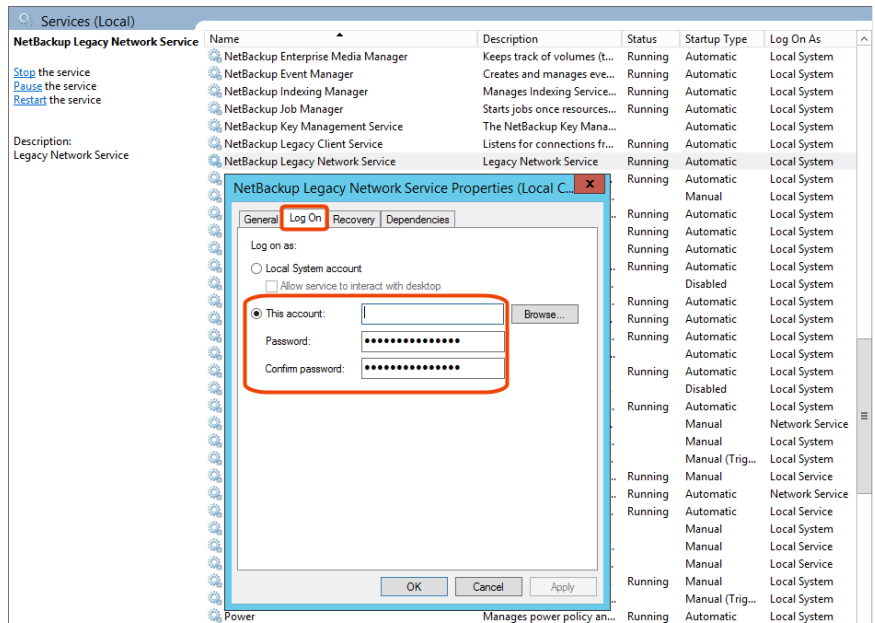 Services (Local)
NetBackup Legacy Network Service
Stop the service
Pause the service
Restart the service
Description:
Legacy Network Service
Name Description Status Startup Type Log On As
NetBackup Enterprise Media Manager Keeps track of volumes (t... Running Automatic Local System
NetBackup Event Manager Creates and manages eve... Running Automatic Local System
NetBackup Indexing Manager Manages Indexing Service... Running Automatic Local System
NetBackup Job Manager Starts jobs once resources... Running Automatic Local System
NetBackup Key Management Service The NetBackup Key Mana... Automatic Local System
NetBackup Legacy Client Service Listens for connections fr... Running Automatic Local System
NetBackup Legacy Network Service Legacy Network Service Running Automatic Local System
Running Automatic Local System
Manual Local System
Running Automatic Local System
Running Automatic Local System
Running Automatic Local System
Running Automatic Local System
Disabled Local System
Running Automatic Local System
Running Automatic Local System
Running Automatic Local System
Automatic Local System
Running Automatic Local System
Disabled Local System
Running Automatic Local System
Manual Network Service
Manual Local System
Manual (Trig... Local System
Running Manual Local Service
Running Automatic Network Service
Running Automatic Local Service
Manual Local System
Manual Local Service
Manual Local Service
Running Manual Local System
Manual (Trig... Local System
Power Manages power policy an... Running Automatic Local System
NetBackup Legacy Network Service Properties (Local C... x
General Log On Recovery Dependencies
Log on as:
Local System account
Allow service to interact with desktop
This account: Browse...
Password: •••••••••••••••
Confirm password: •••••••••••••••
OK Cancel Apply